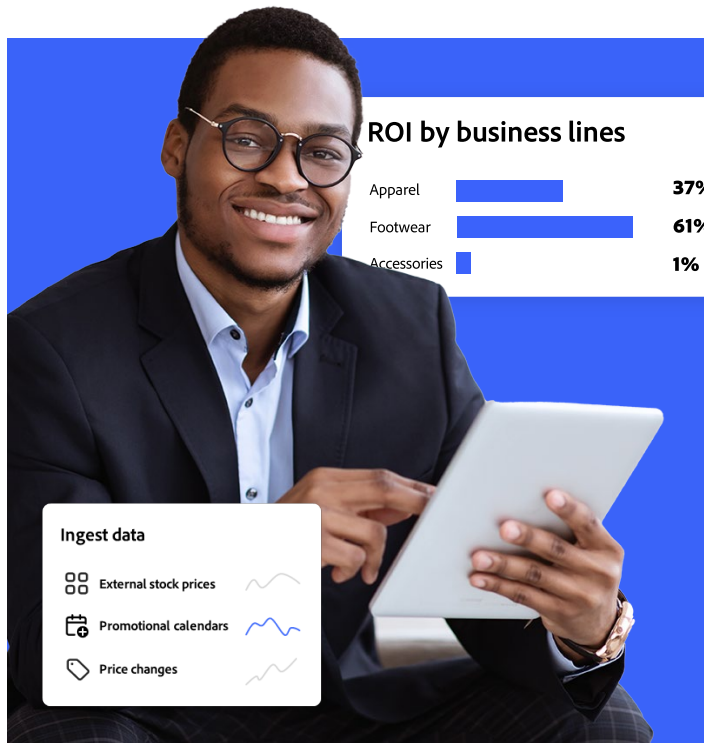 ROI by business lines
Apparel 37%
Footwear 61%
Accessories 1%
Ingest data
External stock prices
Promotional calendars
Price changes